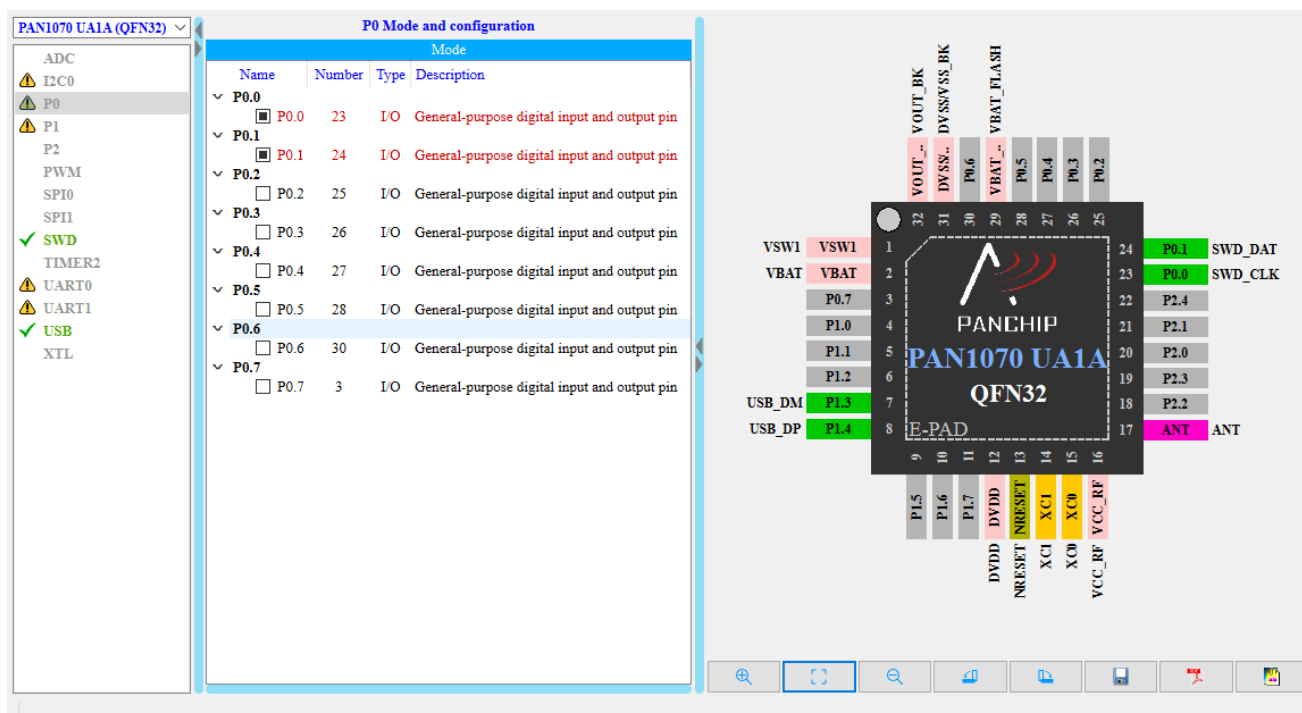 PAN1070 UA1A (QFN32)
ADC
I2C0
P0
P1
P2
PWM
SPI0
SPI1
SWD
TIMER2
UART0
UART1
USB
XTL
P0 Mode and configuration
Mode
Name Number Type Description
P0.0
P0.0 23 I/O General-purpose digital input and output pin
P0.1
P0.1 24 I/O General-purpose digital input and output pin
P0.2
P0.2 25 I/O General-purpose digital input and output pin
P0.3
P0.3 26 I/O General-purpose digital input and output pin
P0.4
P0.4 27 I/O General-purpose digital input and output pin
P0.5
P0.5 28 I/O General-purpose digital input and output pin
P0.6
P0.6 30 I/O General-purpose digital input and output pin
P0.7
P0.7 3 I/O General-purpose digital input and output pin
VOUT_BK DVSS/VSS_BK VBAT_FLASH
VOUT_.. DVSS/.. P0.6 VBAT_.. P0.5 P0.4 P0.3 P0.2
32 31 30 29 28 27 26 25
VSW1 VSW1 1 24 P0.1 SWD_DAT
VBAT VBAT 2 23 P0.0 SWD_CLK
P0.7 3 22 P2.4
P1.0 4 PANCHIP 21 P2.1
P1.1 5 PAN1070 UA1A 20 P2.0
P1.2 6 19 P2.3
USB_DM P1.3 7 QFN32 18 P2.2
USB_DP P1.4 8 E-PAD 17 ANT ANT
9 10 11 12 13 14 15 16
P1.5 P1.6 P1.7 DVDD NRESET XC1 XC0 VCC_RF
DVDD NRESET XC1 XC0 VCC_RF